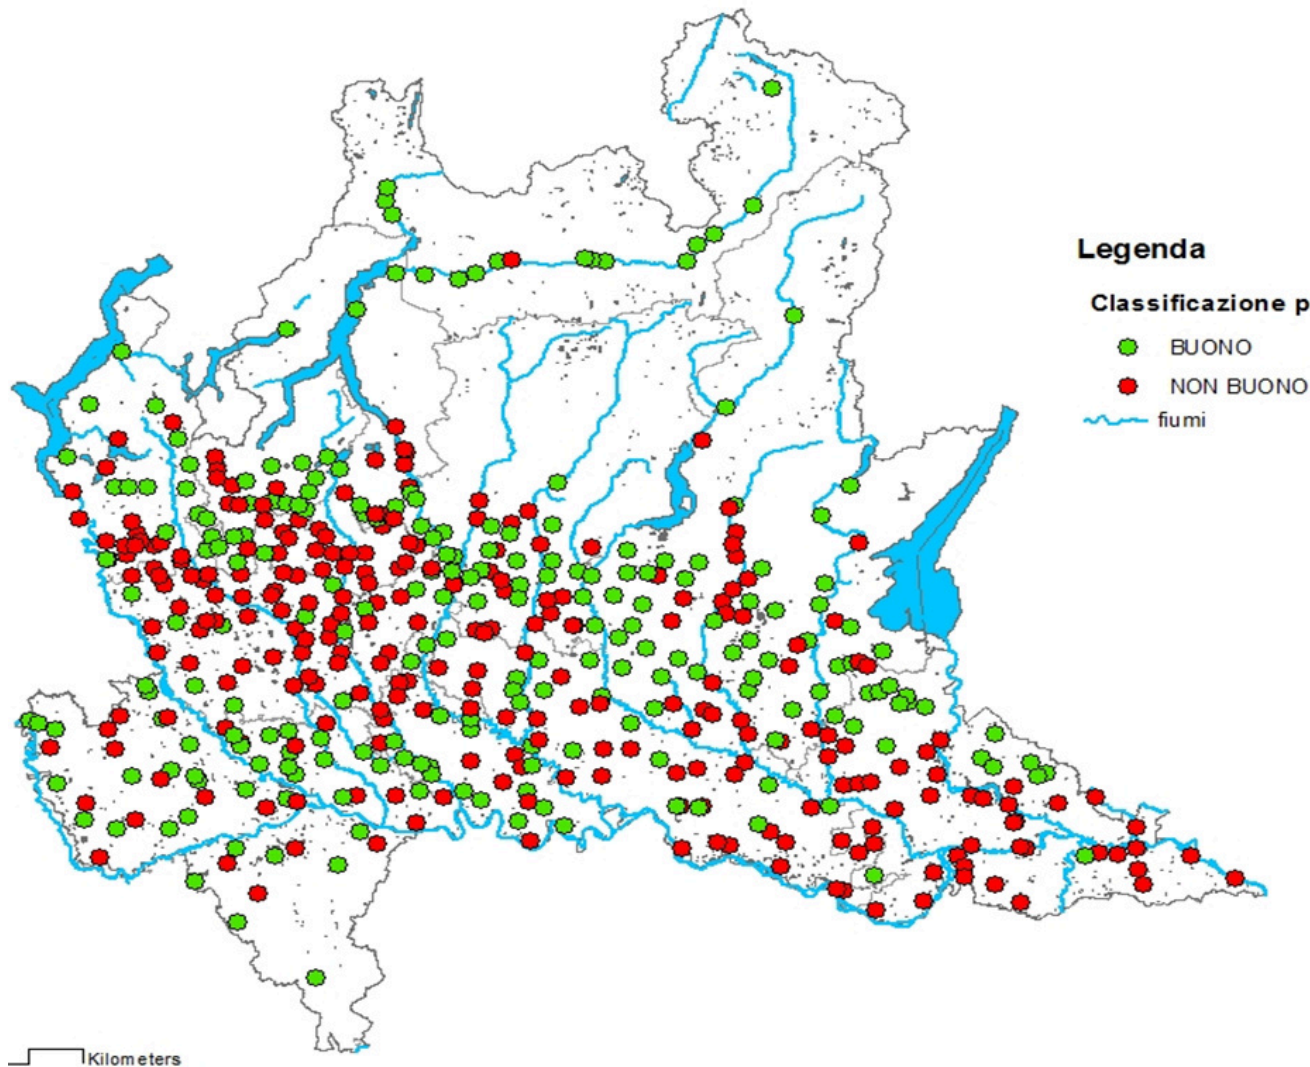 Legenda
Classificazione p
BUONO
NON BUONO
fiumi
Kilometers